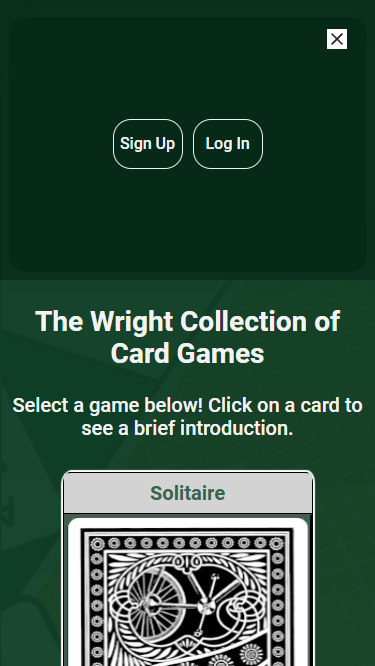 Sign Up Log In
The Wright Collection of
Card Games
Select a game below! Click on a card to
see a brief introduction.
Solitaire